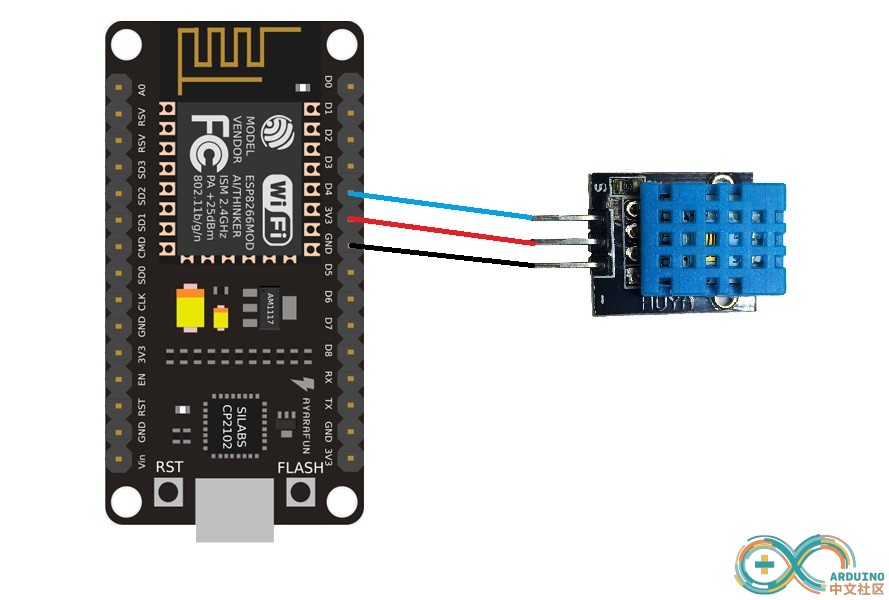 A0
RSV
RSV
SD3
SD2
SD1
CMD
SD0
CLK
GND
3V3
EN
RST
GND
Vin
MODEL
VENDOR
ESP8266MOD
AI/THINKER
ISM 2.4GHz
PA +25dBm
802.11b/g/n
FC
WiFi
D0
D1
D2
D3
D4
3V3
GND
D5
D6
D7
D8
RX
TX
GND
3V3
AM1117
SILABS
CP2102
AYARAFUN
RST
FLASH
S
-
HUYA
ARDUINO
中文社区